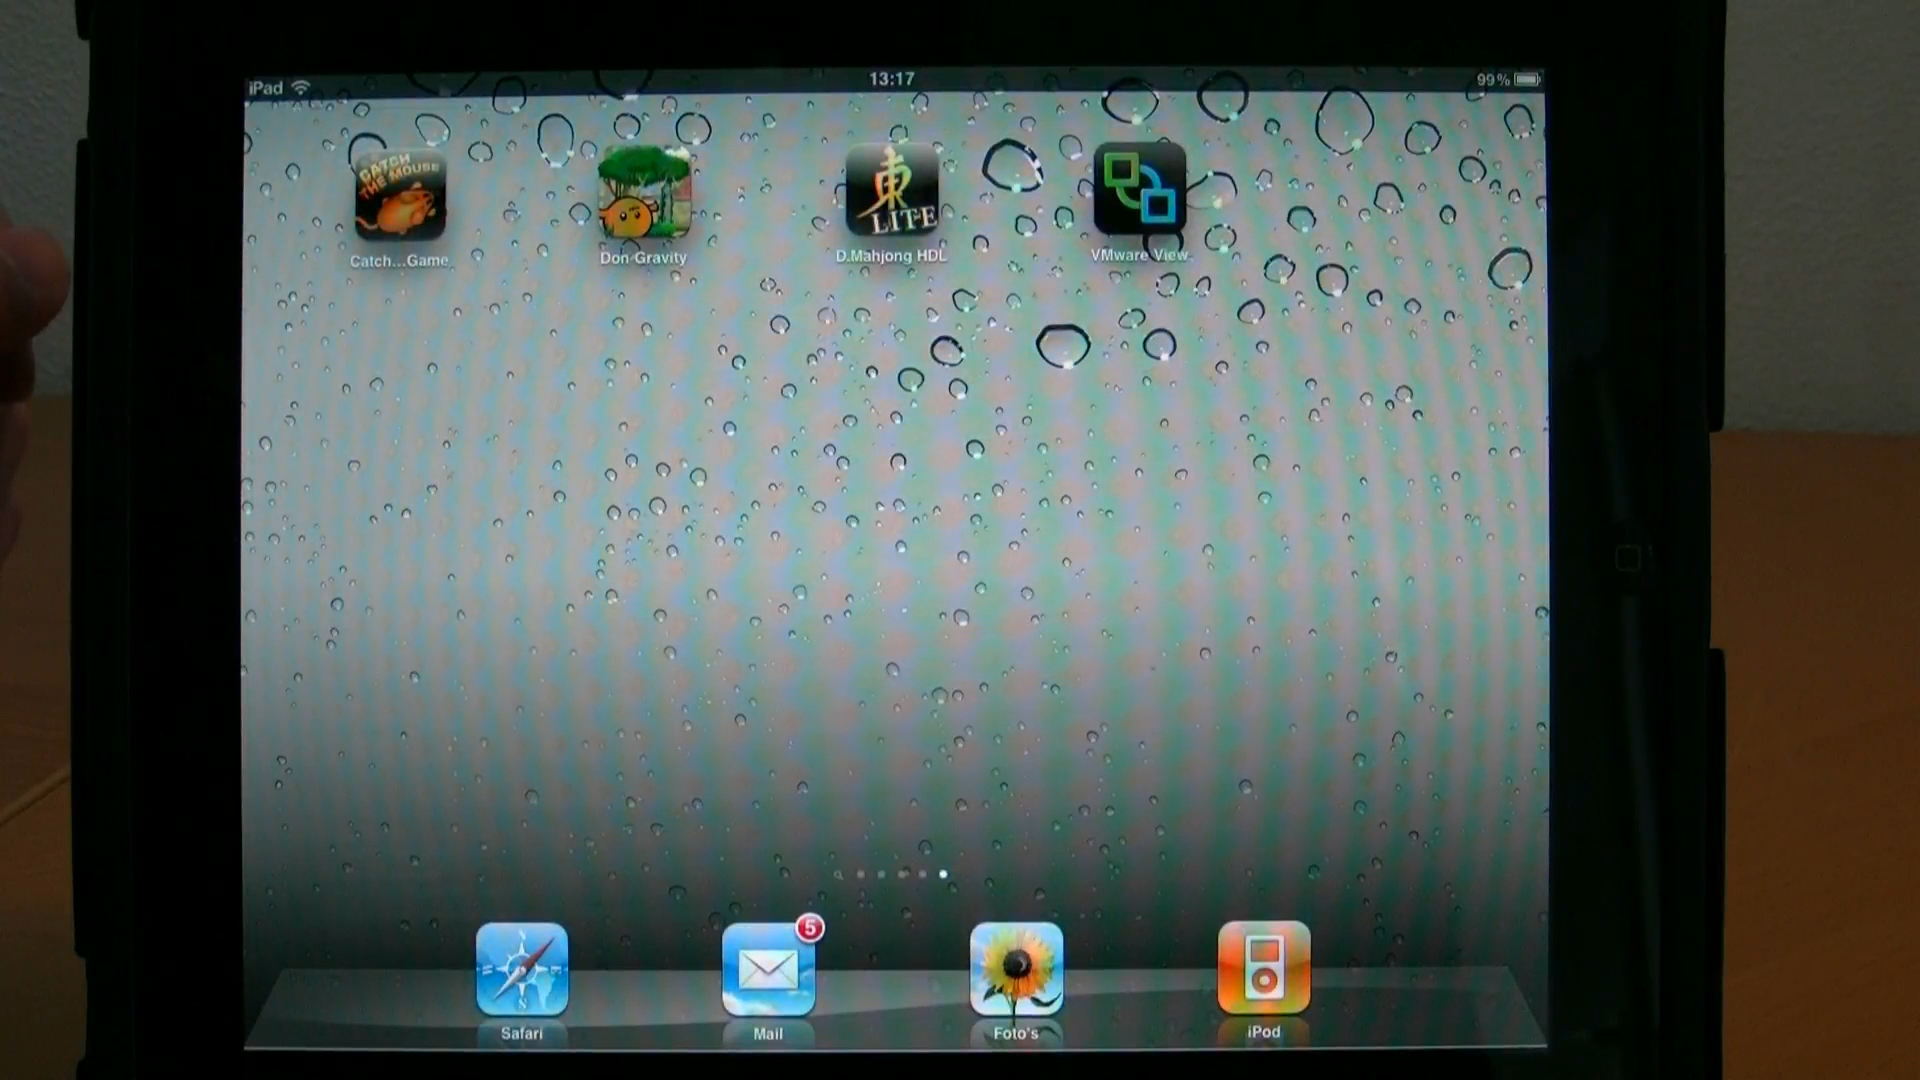 iPad
13:17
99%
CATCH
THE MOUSE
東
LITE
Catch...Game
Don Gravity
D.Mahjong HDL
VMware View
5
N
W
E
S
Safari
Mail
Foto's
iPod